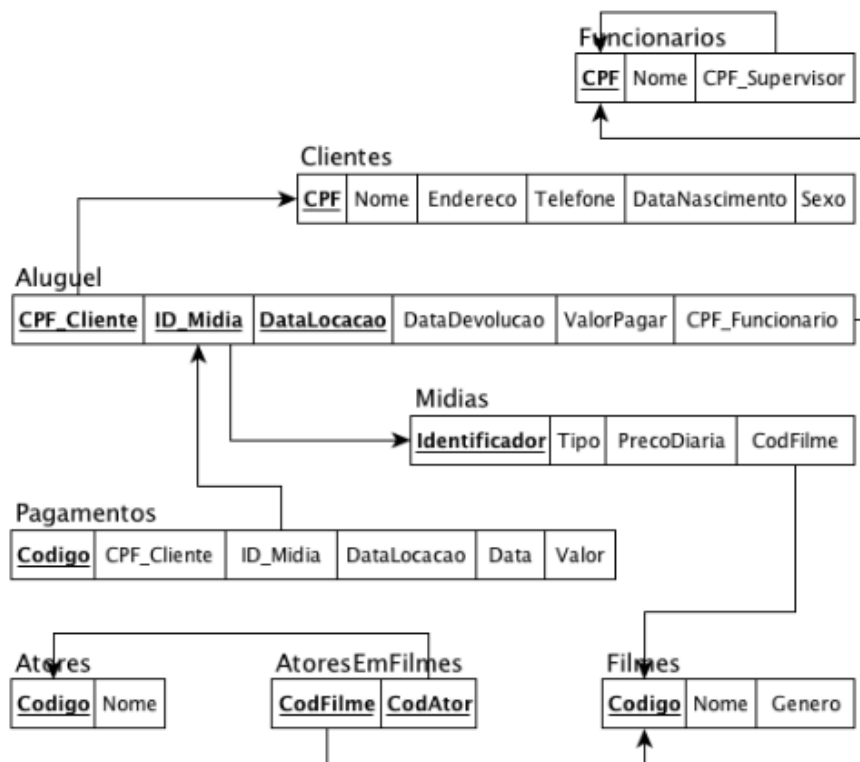 Funcionarios
CPF Nome CPF_Supervisor
Clientes
CPF Nome Endereco Telefone DataNascimento Sexo
Aluguel
CPF_Cliente ID_Midia DataLocacao DataDevolucao ValorPagar CPF_Funcionario
Midias
Identificador Tipo PrecoDiaria CodFilme
Pagamentos
Codigo CPF_Cliente ID_Midia DataLocacao Data Valor
Atores AtoresEmFilmes Filmes
Codigo Nome CodFilme CodAtor Codigo Nome Genero